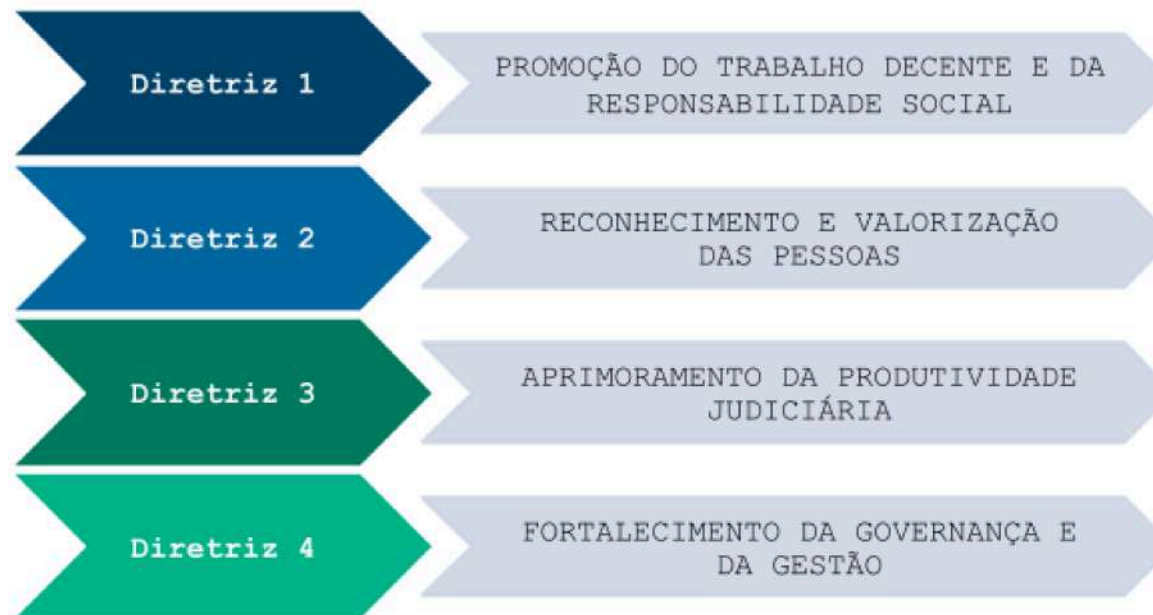 Diretriz 1
PROMOÇÃO DO TRABALHO DECENTE E DA
RESPONSABILIDADE SOCIAL
Diretriz 2
RECONHECIMENTO E VALORIZAÇÃO
DAS PESSOAS
Diretriz 3
APRIMORAMENTO DA PRODUTIVIDADE
JUDICIÁRIA
Diretriz 4
FORTALECIMENTO DA GOVERNANÇA E
DA GESTÃO